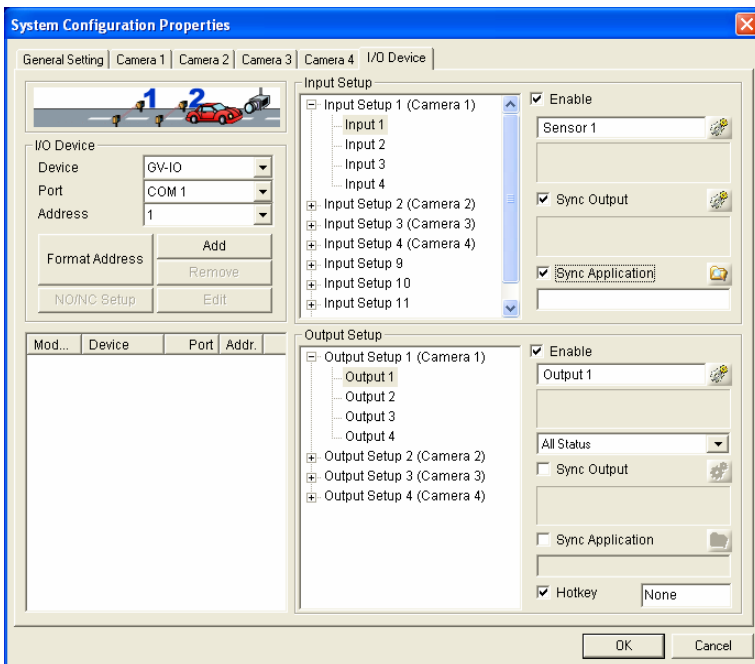 System Configuration Properties
General Setting
Camera 1
Camera 2
Camera 3
Camera 4
I/O Device
1
2
I/O Device
Device
GV-IO
Port
COM 1
Address
1
Format Address
Add
Remove
NO/NC Setup
Edit
Mod...
Device
Port
Addr.
Input Setup
Input Setup 1 (Camera 1)
Input 1
Input 2
Input 3
Input 4
Input Setup 2 (Camera 2)
Input Setup 3 (Camera 3)
Input Setup 4 (Camera 4)
Input Setup 9
Input Setup 10
Input Setup 11
Enable
Sensor 1
Sync Output
Sync Application
Output Setup
Output Setup 1 (Camera 1)
Output 1
Output 2
Output 3
Output 4
Output Setup 2 (Camera 2)
Output Setup 3 (Camera 3)
Output Setup 4 (Camera 4)
Enable
Output 1
All Status
Sync Output
Sync Application
Hotkey
None
OK
Cancel